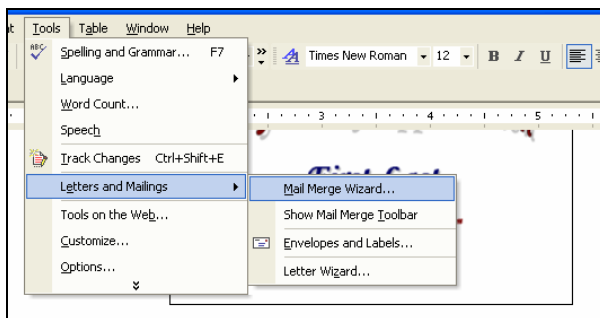 Tools Table Window Help
ABC Spelling and Grammar... F7
Times New Roman 12 B I U
Language
Word Count...
3 4 5
Speech
Track Changes Ctrl+Shift+E
Letters and Mailings
Mail Merge Wizard...
Tools on the Web...
Show Mail Merge Toolbar
Customize...
Envelopes and Labels...
Options...
Letter Wizard...